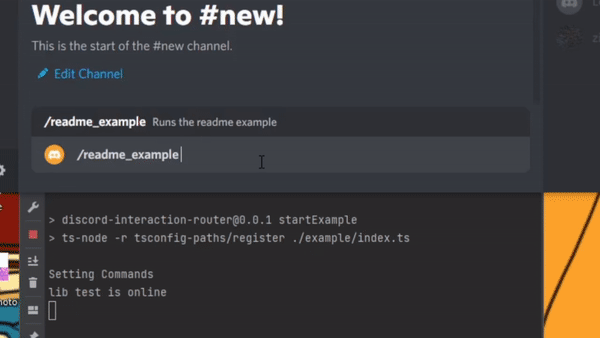 Welcome to #new!
This is the start of the #new channel.
Edit Channel
/readme_example Runs the readme example
/readme_example
> discord-interaction-router@0.0.1 startExample
> ts-node -r tsconfig-paths/register ./example/index.ts
Setting Commands
lib test is online